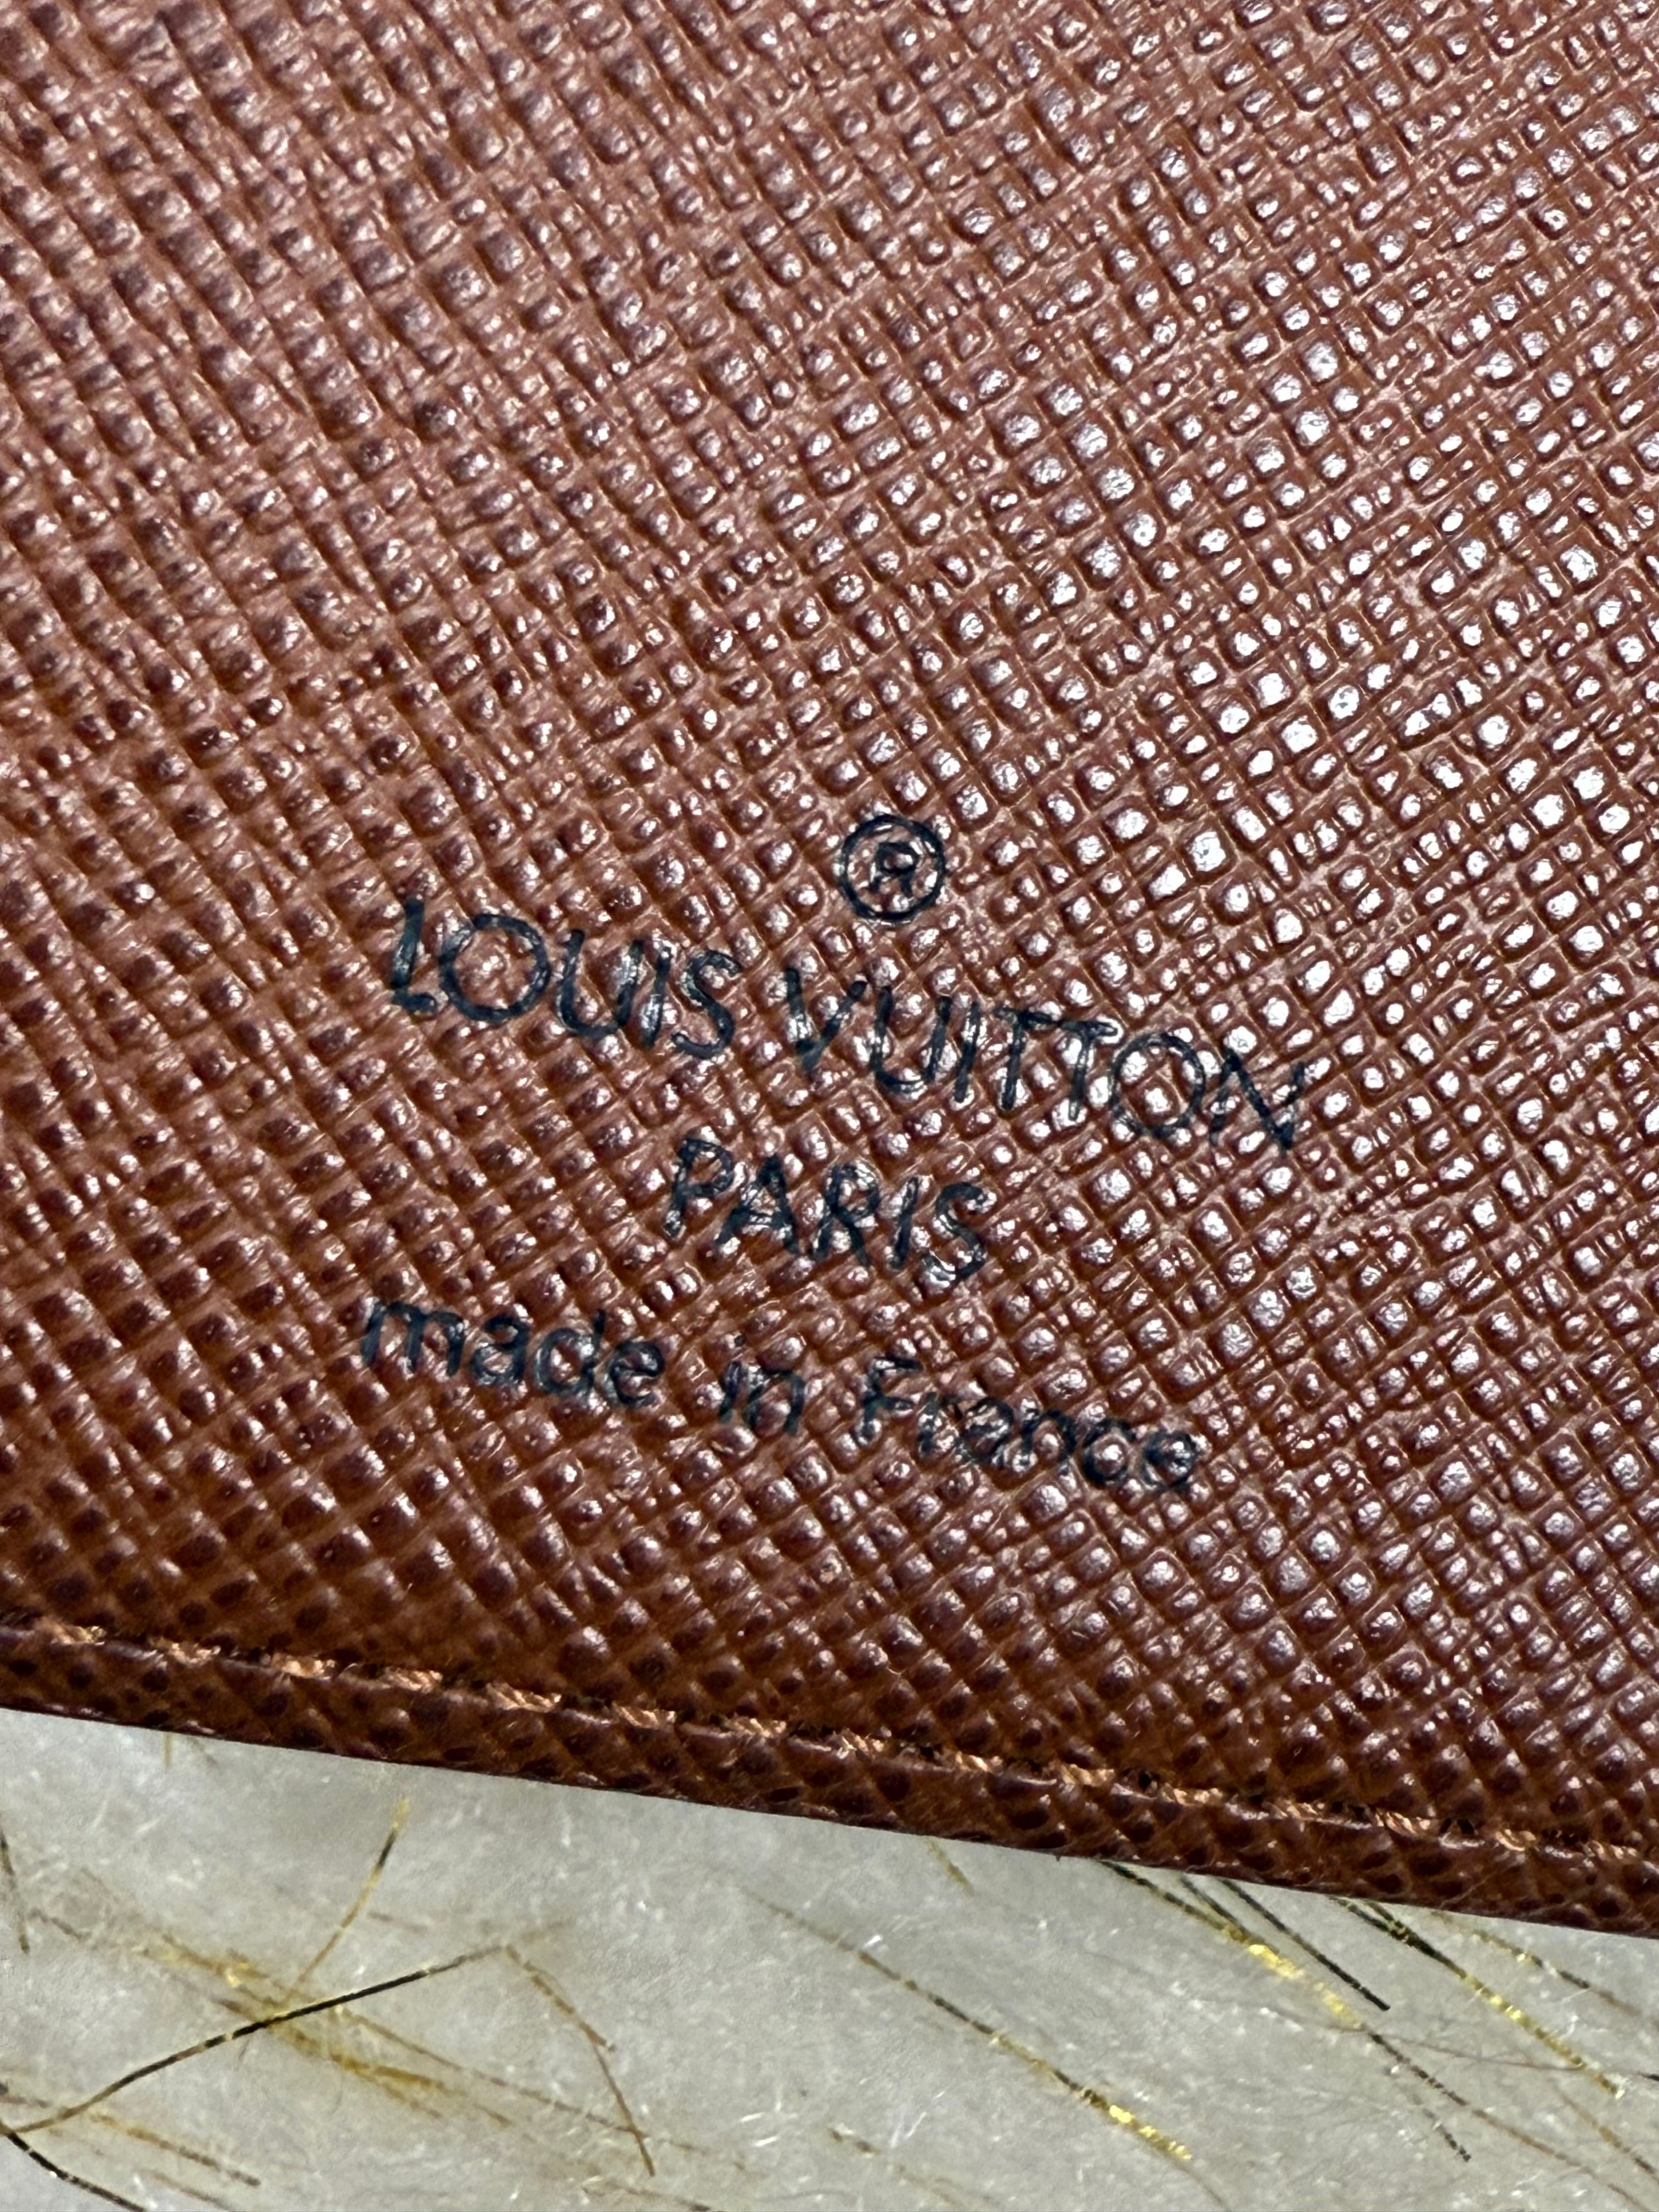 ®
LOUIS VUITTON
PARIS
made in France